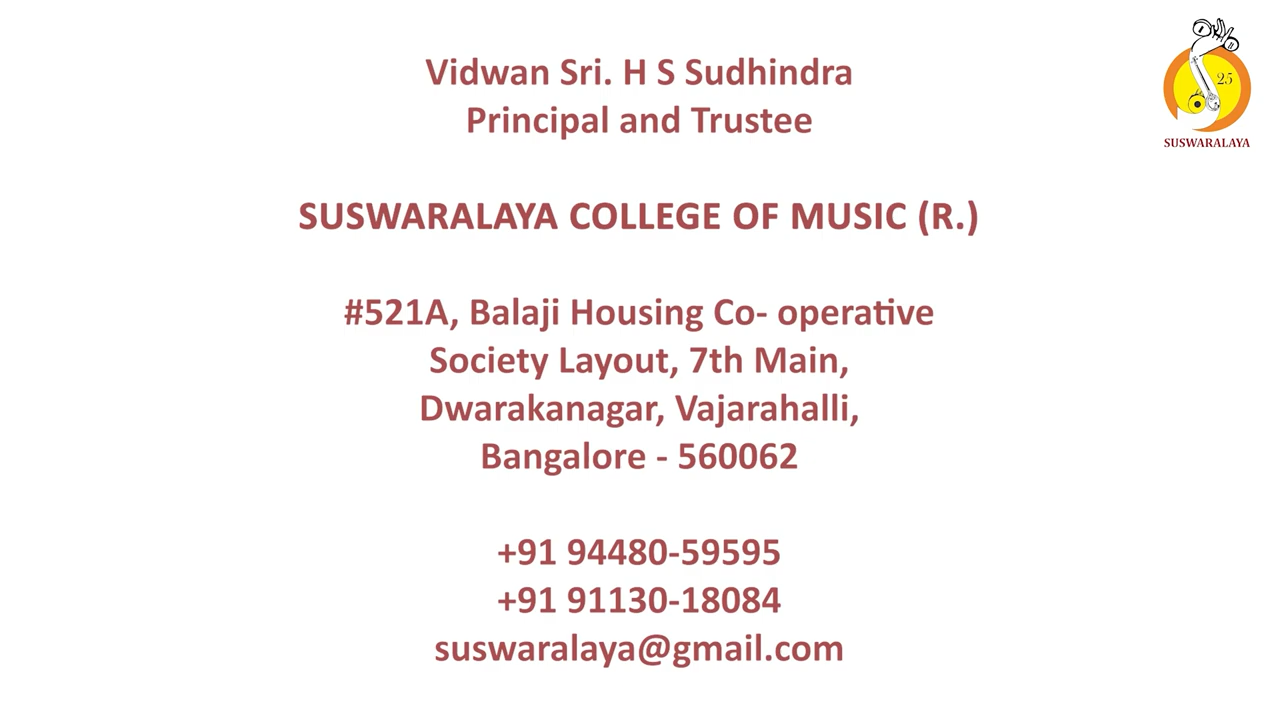 Vidwan Sri. H S Sudhindra
Principal and Trustee
SUSWARALAYA COLLEGE OF MUSIC (R.)
#521A, Balaji Housing Co- operative
Society Layout, 7th Main,
Dwarakanagar, Vajarahalli,
Bangalore - 560062
+91 94480-59595
+91 91130-18084
suswaralaya@gmail.com
25
SUSWARALAYA